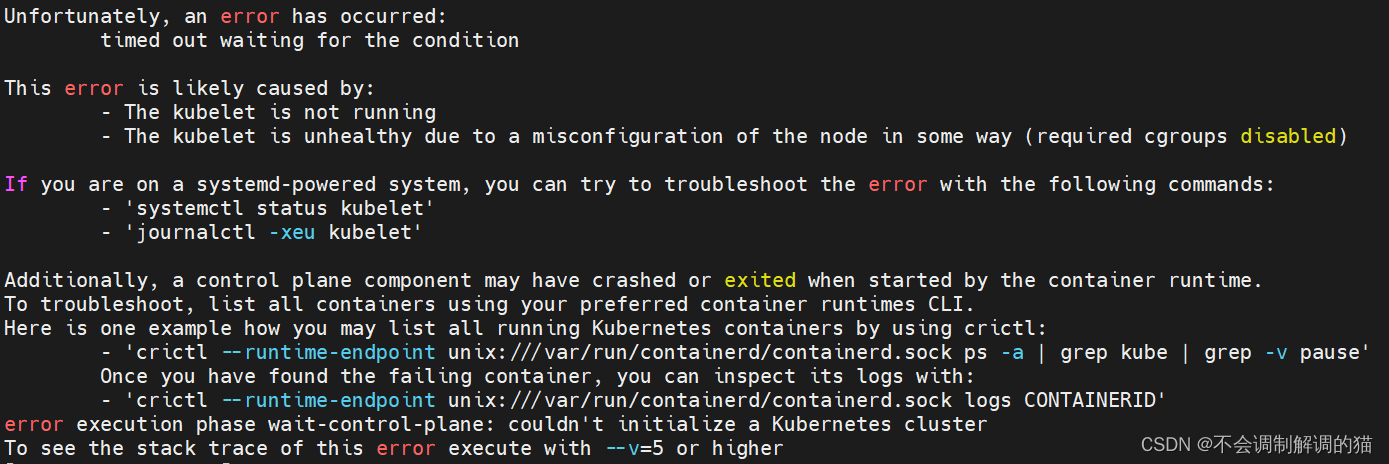 Unfortunately, an error has occurred:
timed out waiting for the condition
This error is likely caused by:
- The kubelet is not running
- The kubelet is unhealthy due to a misconfiguration of the node in some way (required cgroups disabled)
If you are on a systemd-powered system, you can try to troubleshoot the error with the following commands:
- 'systemctl status kubelet'
- 'journalctl -xeu kubelet'
Additionally, a control plane component may have crashed or exited when started by the container runtime.
To troubleshoot, list all containers using your preferred container runtimes CLI.
Here is one example how you may list all running Kubernetes containers by using crictl:
- 'crictl --runtime-endpoint unix:///var/run/containerd/containerd.sock ps -a | grep kube | grep -v pause'
Once you have found the failing container, you can inspect its logs with:
- 'crictl --runtime-endpoint unix:///var/run/containerd/containerd.sock logs CONTAINERID'
error execution phase wait-control-plane: couldn't initialize a Kubernetes cluster
To see the stack trace of this error execute with --v=5 or higher
CSDN @不会调制解调的猫